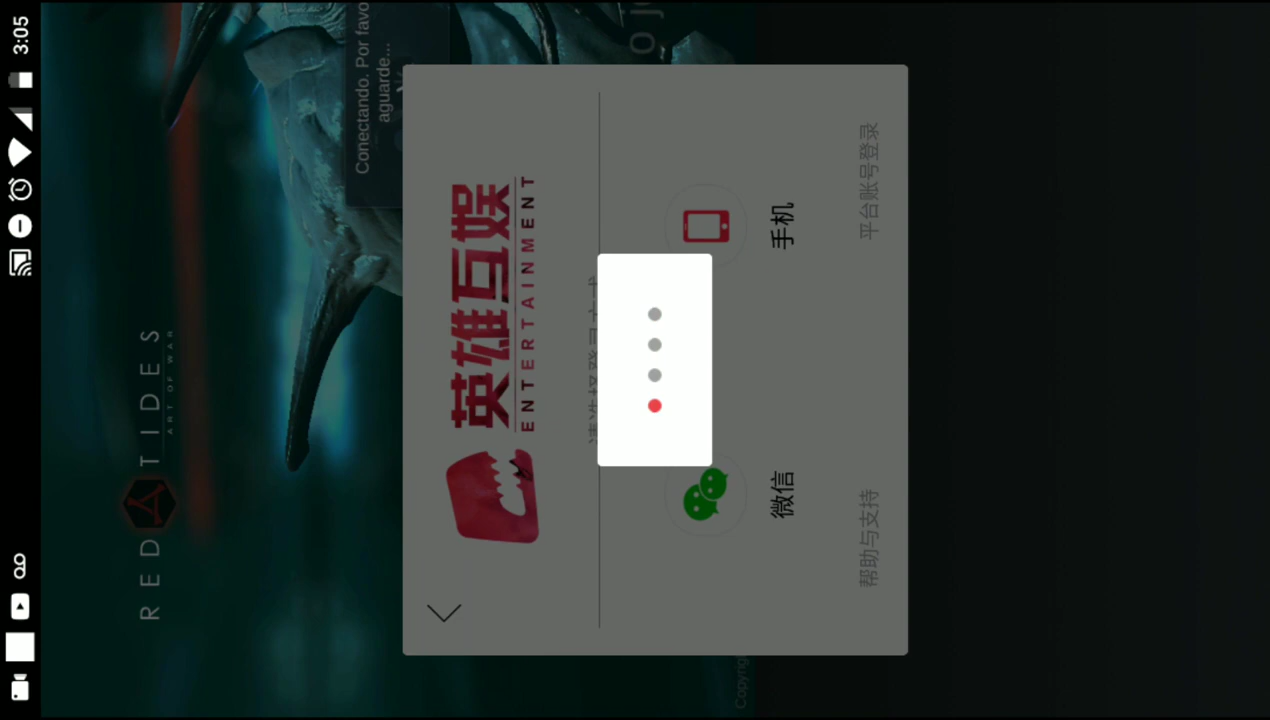 3:05
RED TIDES
ART OF WAR
Conectando. Por favo
aguarde...
英雄互娱
ENTERTAINMENT
微信
手机
帮助与支持
平台账号登录